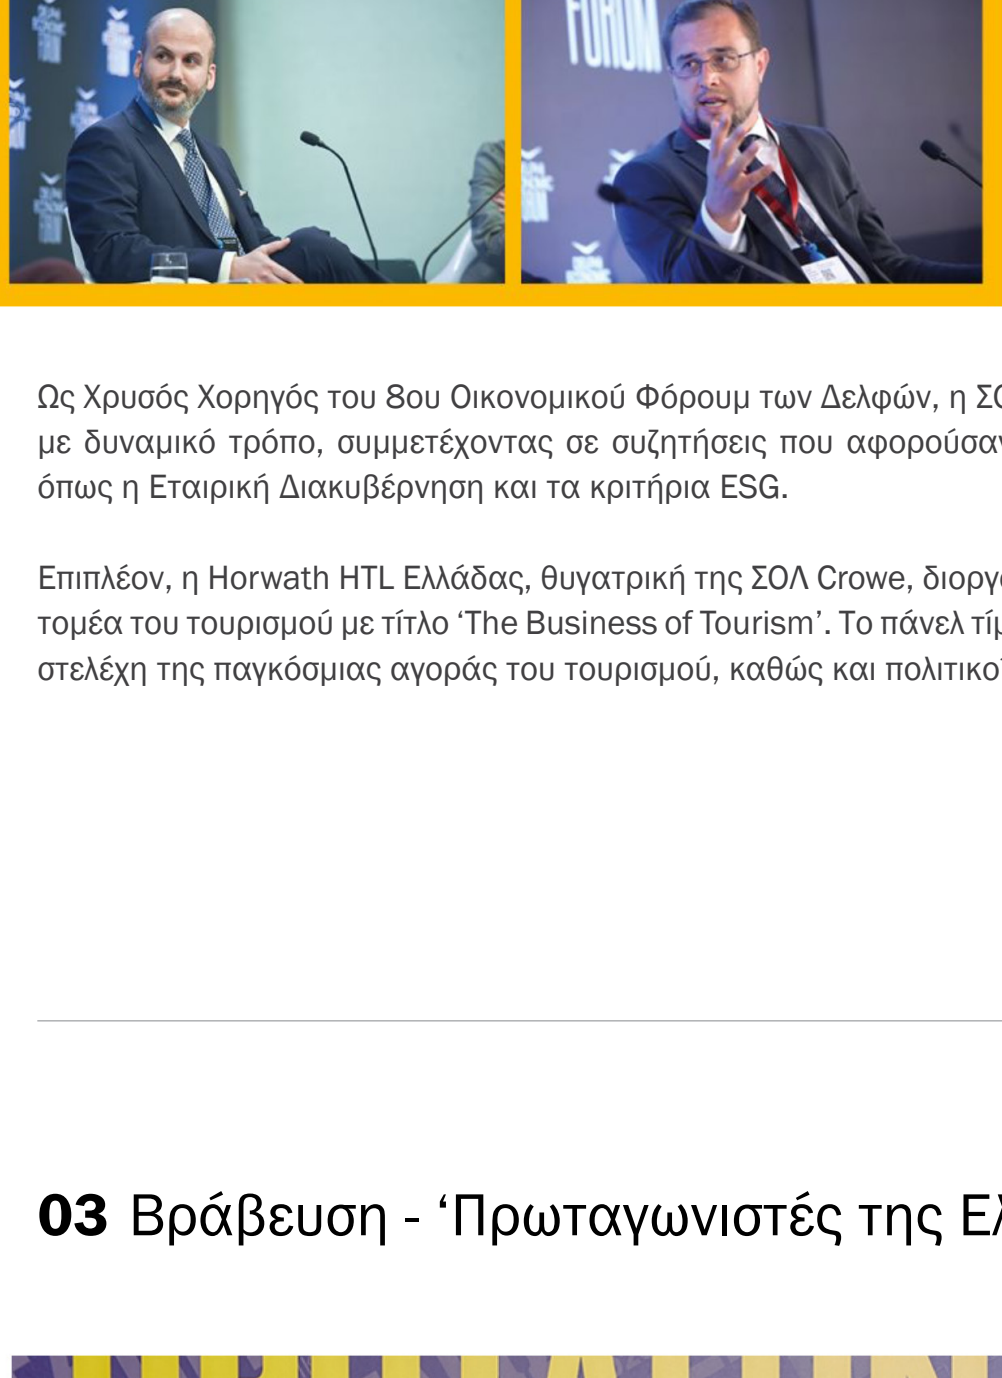 FORUM
Ως Χρυσός Χορηγός του 8ου Οικονομικού Φόρουμ των Δελφών, η
με δυναμικό τρόπο, συμμετέχοντας σε συζητήσεις που αφορούσαν
όπως η Εταιρική Διακυβέρνηση και τα κριτήρια ESG.
Επιπλέον, η Horwath HTL Ελλάδας, θυγατρική της ΣΟΛ Crowe,
τομέα του τουρισμού με τίτλο ‘The Business of Tourism’. Το πάνελ
στελέχη της παγκόσμιας αγοράς του τουρισμού, καθώς και
03 Βράβευση - ‘Πρωταγωνιστές της